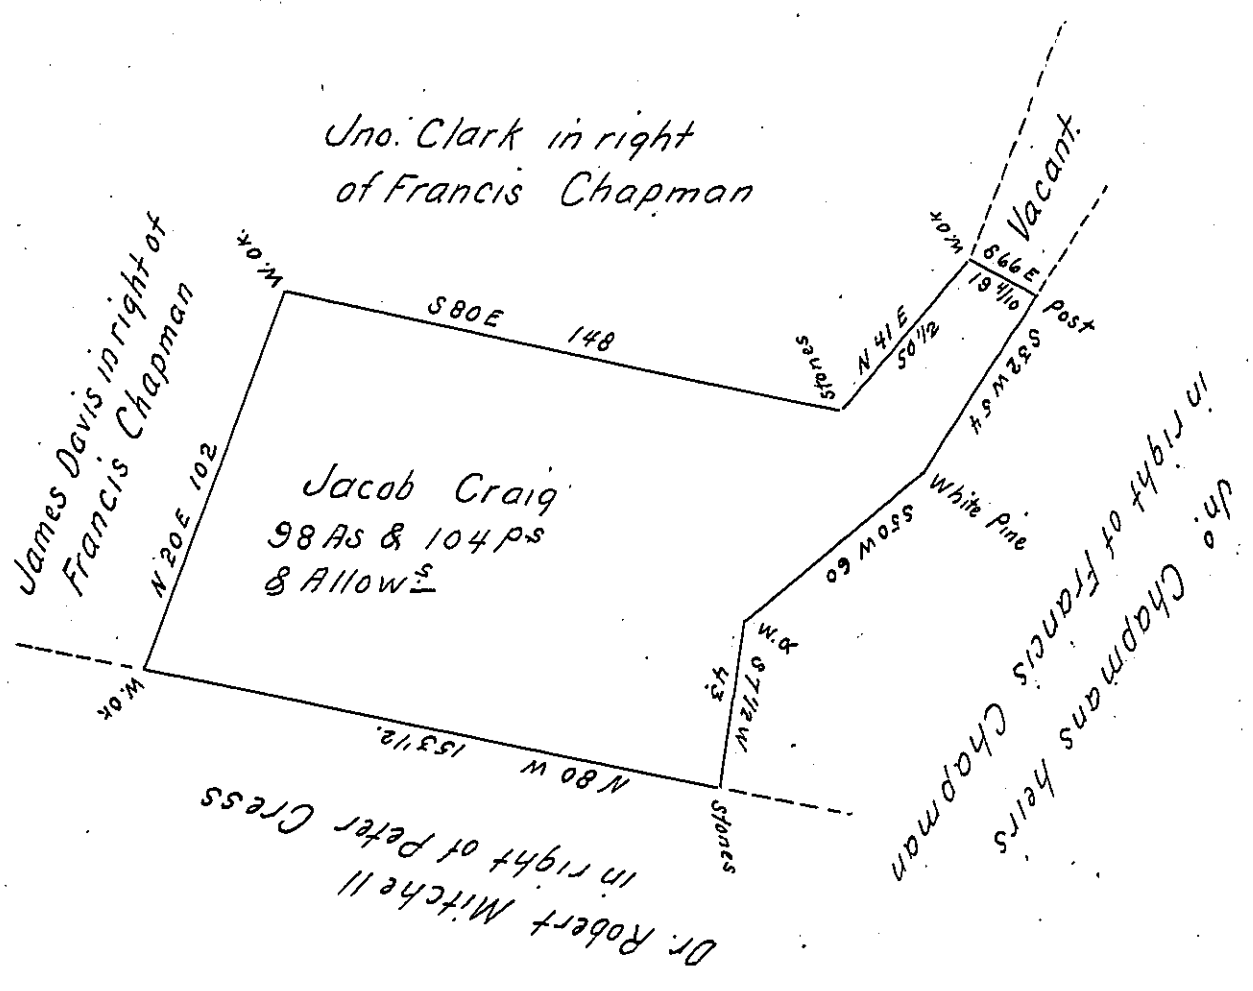 Jno. Clark in right
of Francis Chapman
Vacant.
James Davis in right of
Francis Chapman
W.OK.
S 80 E 148
Stones
N 41 E
50 1/2
W.OK
S 66 E
19 4/10
Post
S 32 W 54
White Pine
S 50 W 60
W.O
S 7 1/2 W
43.
Stones
N 80 W 153 1/2.
W.OK
N 20 E 102
Jacob Craig
98 As & 104 Ps
& Allow.s
Jno. Chapmans heirs
in right of Francis Chapman
Dr. Robert Mitchell
in right of Peter Cress